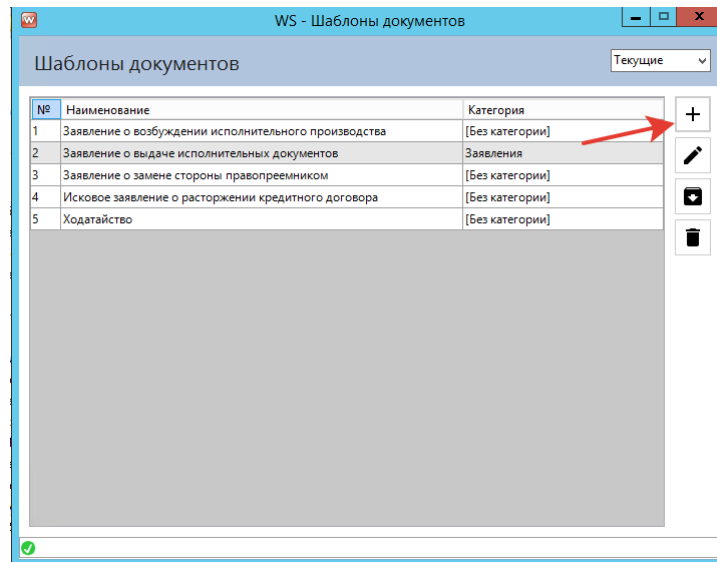 WS - Шаблоны документов
Шаблоны документов
Текущие
№ Наименование Категория
1 Заявление о возбуждении исполнительного производства [Без категории]
2 Заявление о выдаче исполнительных документов Заявления
3 Заявление о замене стороны правопреемником [Без категории]
4 Исковое заявление о расторжении кредитного договора [Без категории]
5 Ходатайство [Без категории]